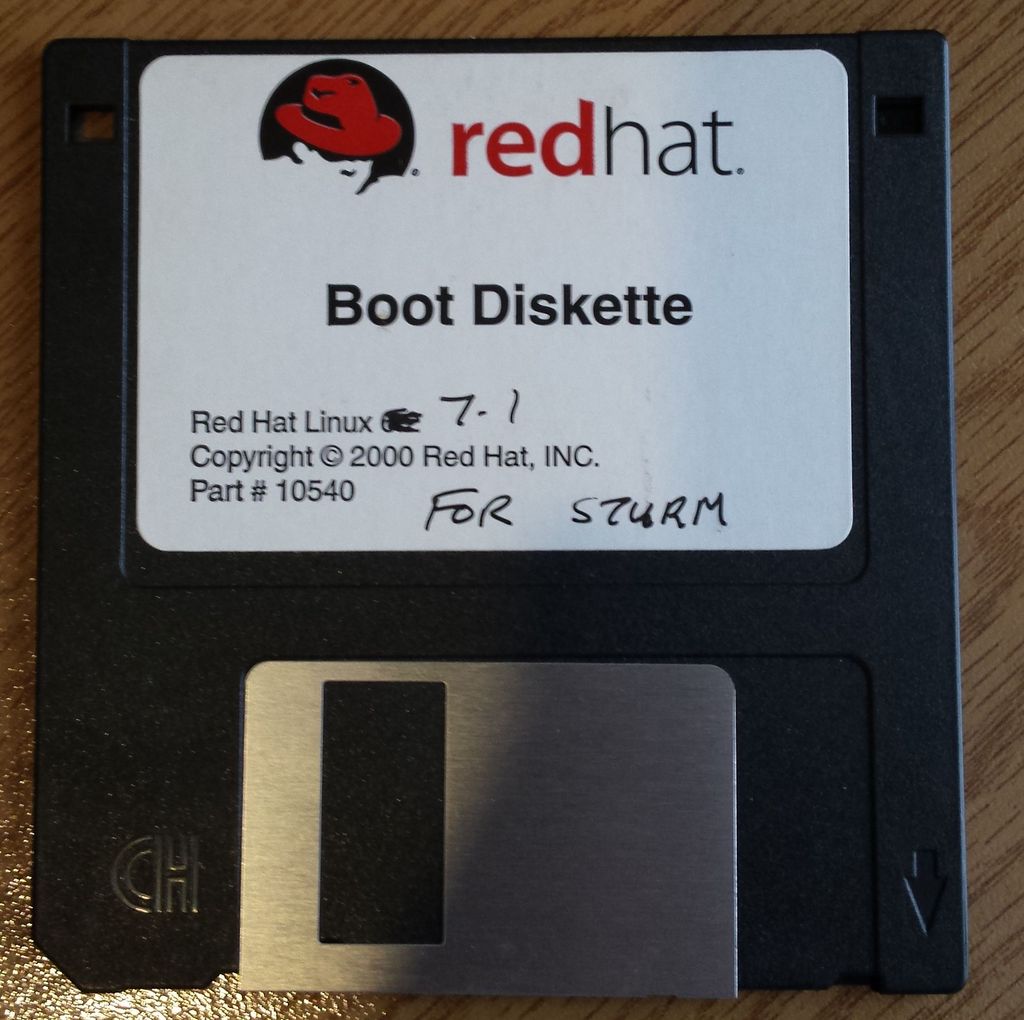 redhat.
Boot Diskette
Red Hat Linux 7.1
Copyright © 2000 Red Hat, INC.
Part # 10540 FOR STURM